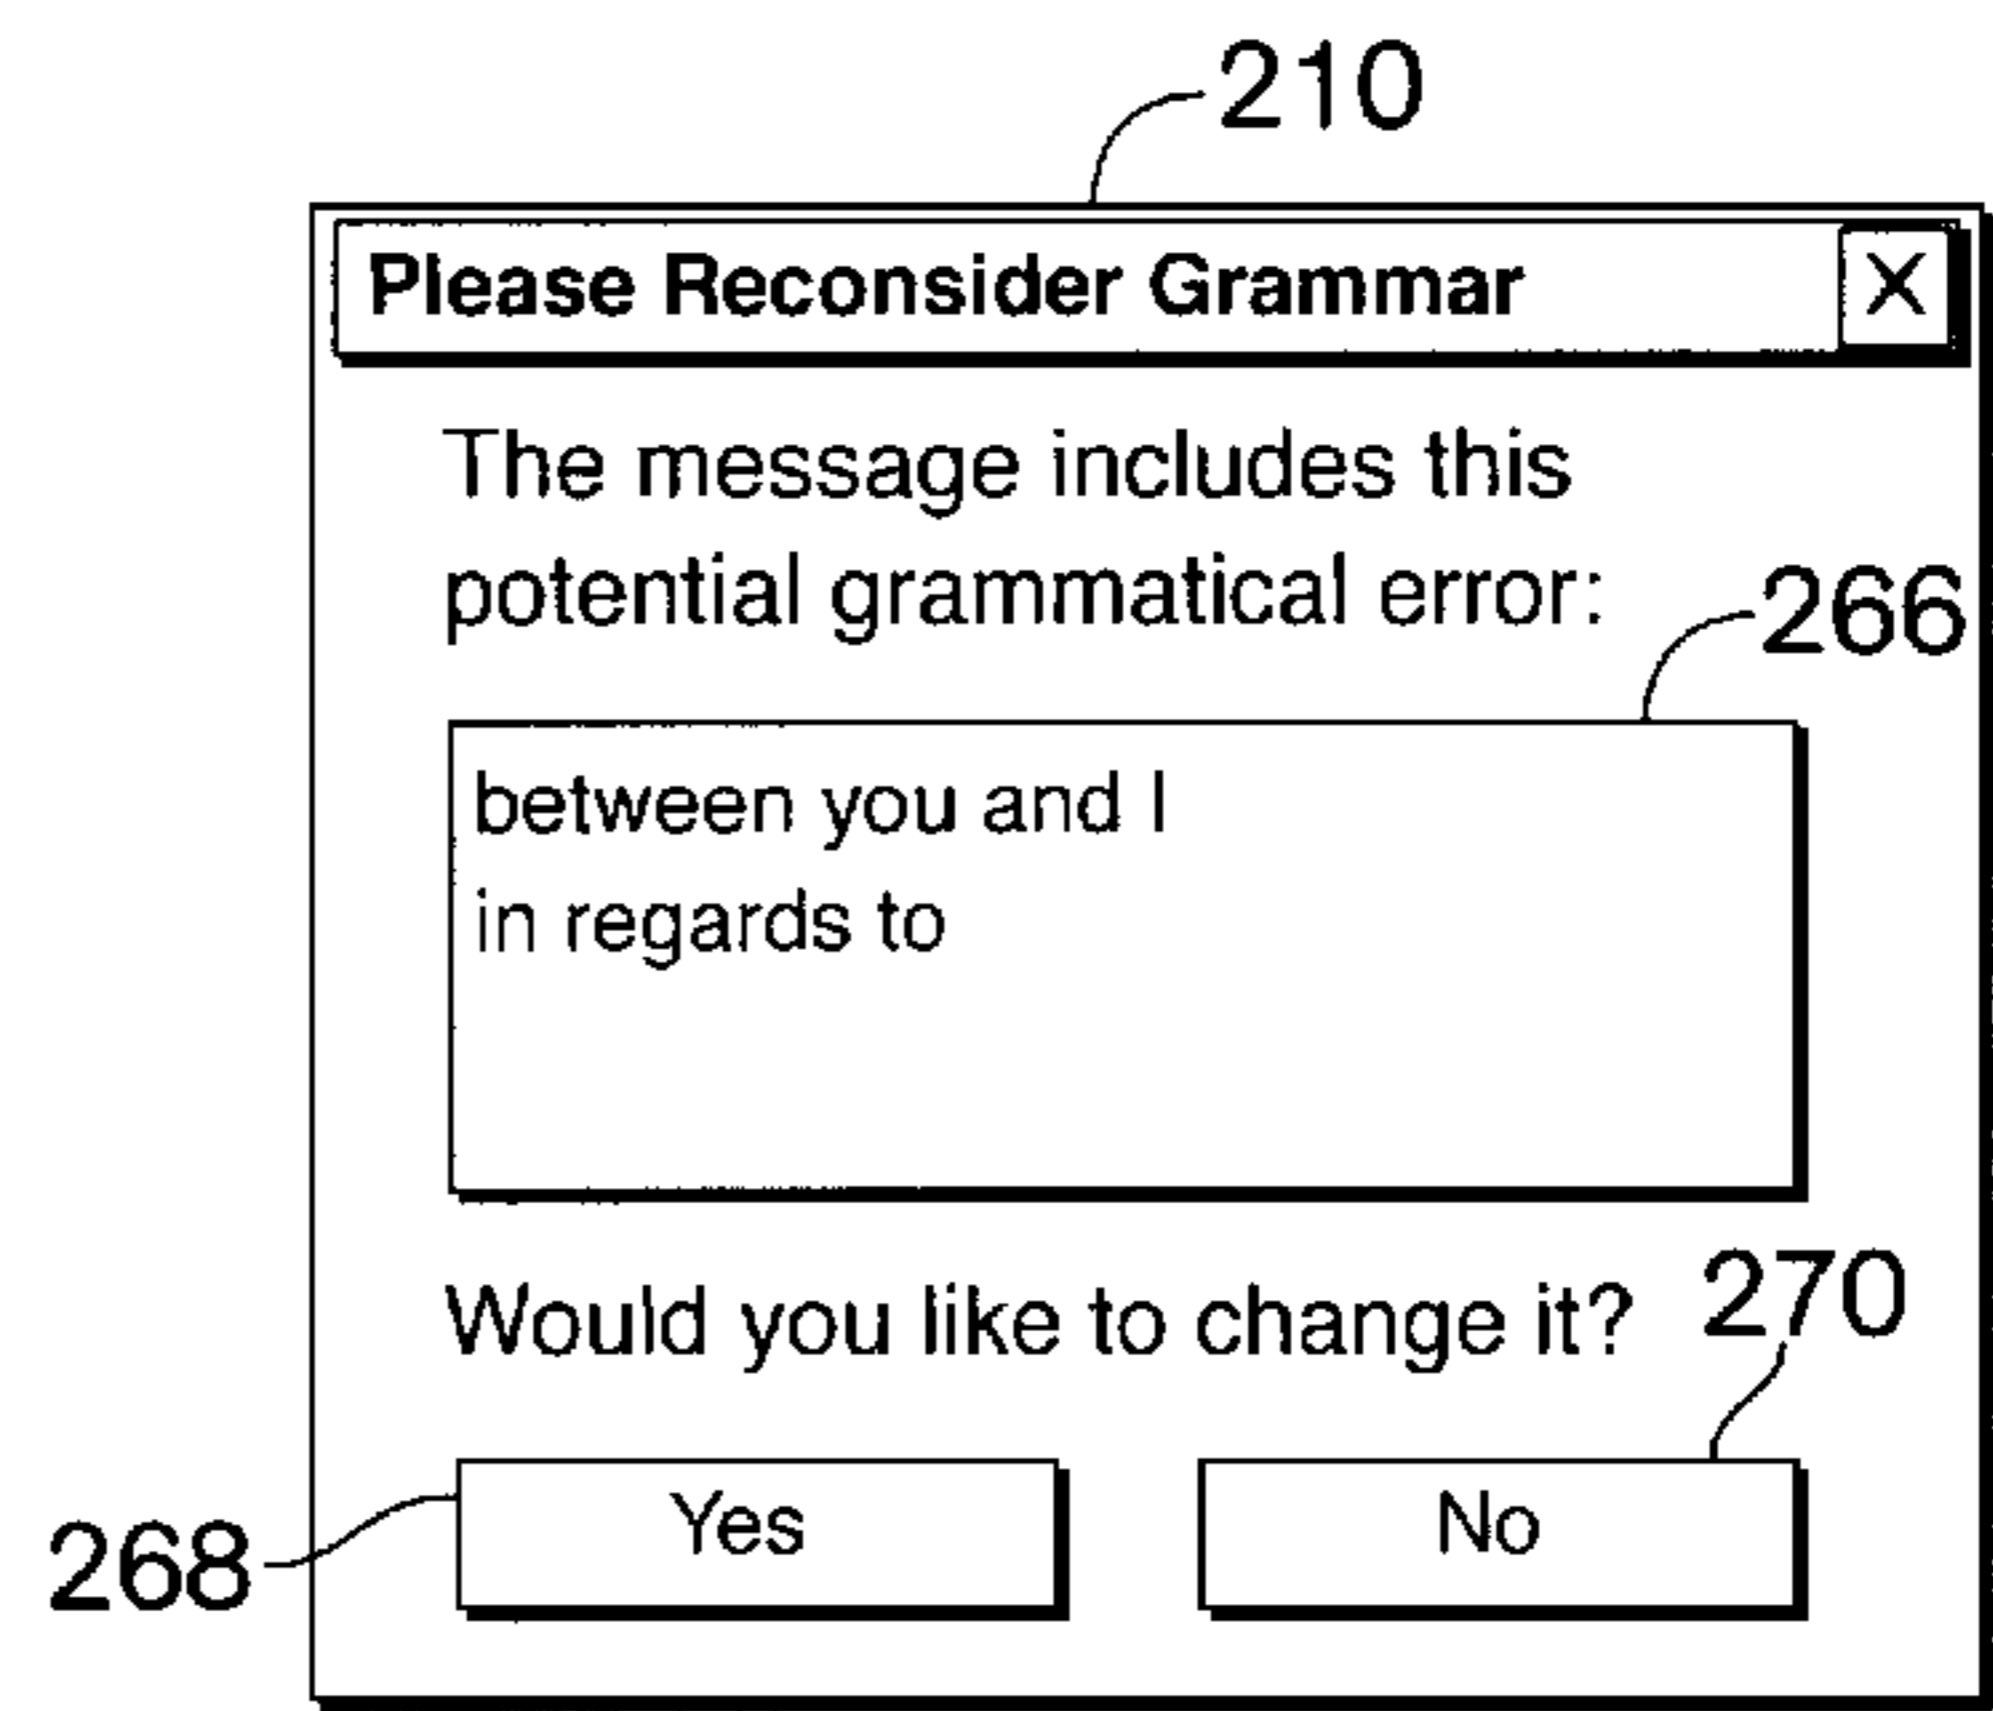 210
Please Reconsider Grammar X
The message includes this
potential grammatical error:
266
between you and I
in regards to
Would you like to change it?
270
Yes No
268